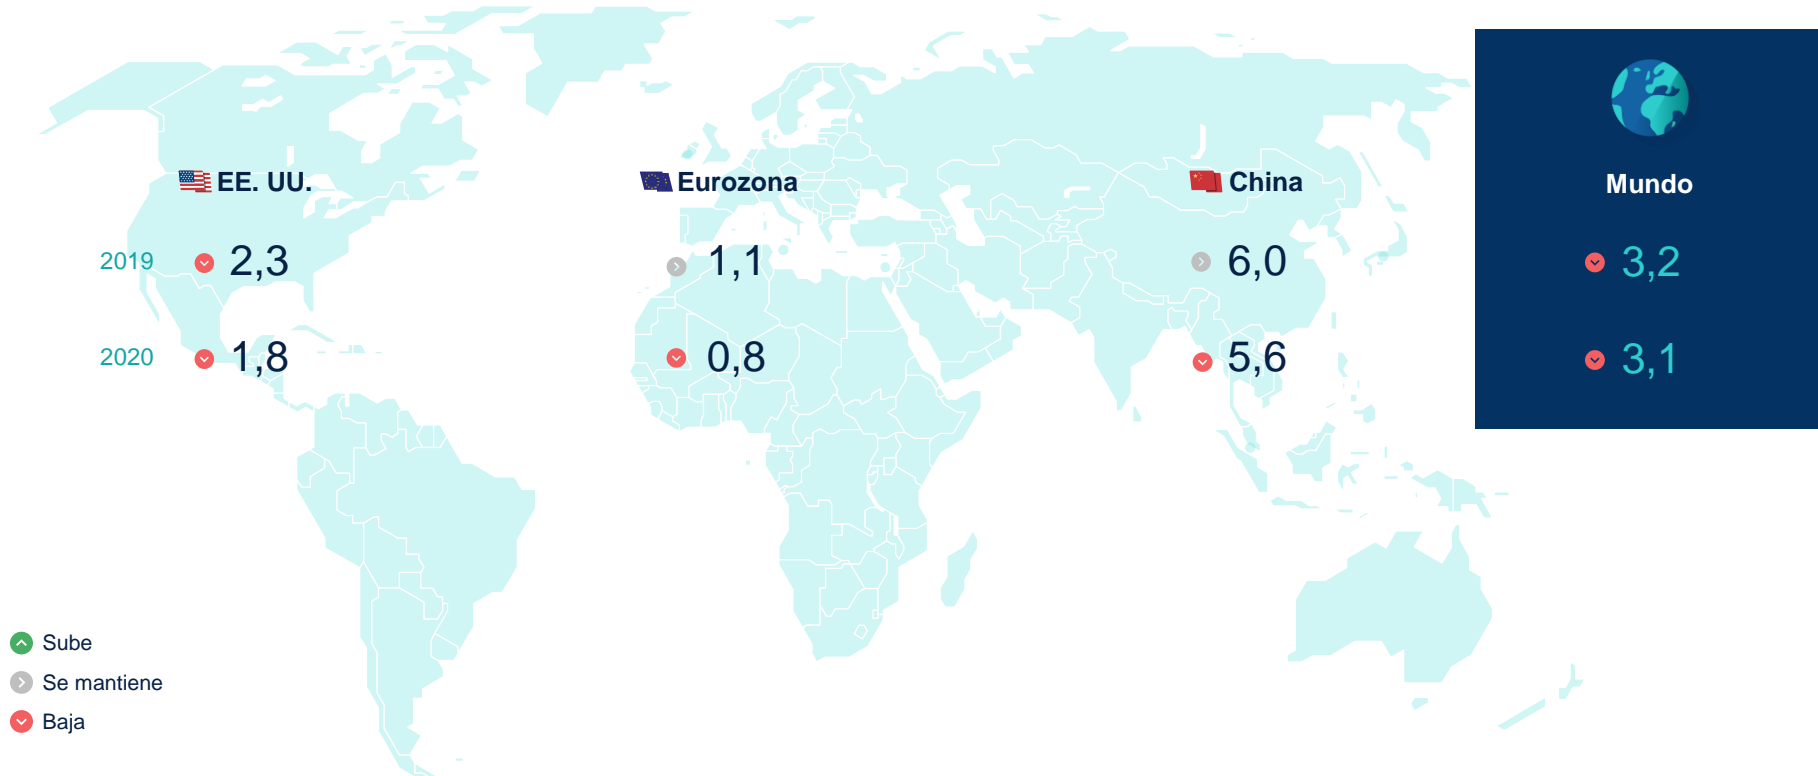 EE. UU.
Eurozona
China
Mundo
2019
2,3
1,1
6,0
3,2
2020
1,8
0,8
5,6
3,1
Sube
Se mantiene
Baja